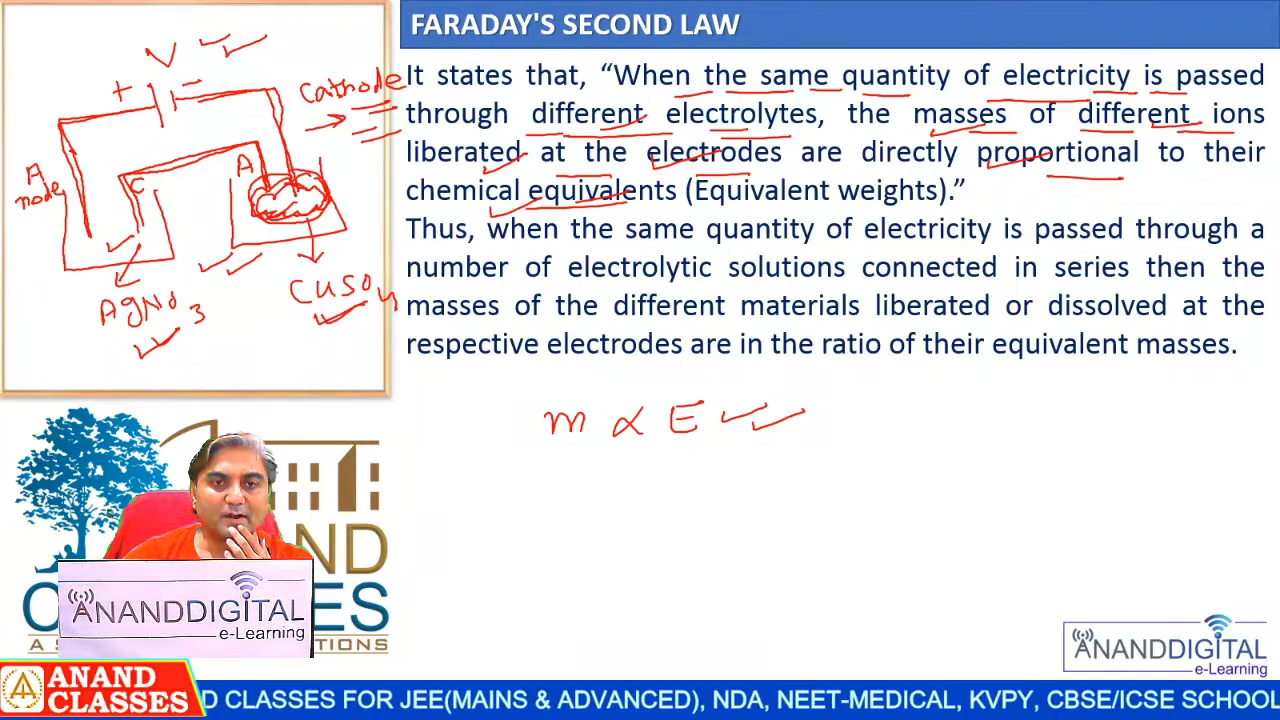 FARADAY'S SECOND LAW
It states that, “When the same quantity of electricity is passed
through different electrolytes, the masses of different ions
liberated at the electrodes are directly proportional to their
chemical equivalents (Equivalent weights).”
Thus, when the same quantity of electricity is passed through a
number of electrolytic solutions connected in series then the
masses of the different materials liberated or dissolved at the
respective electrodes are in the ratio of their equivalent masses.
m ∝ E
V
+ −
Cathode
A
node
C
A
AgNO3
CuSO4
AND
C ES
A S TIONS
ANANDDIGITAL
e-Learning
ANANDDIGITAL
e-Learning
ANAND
CLASSES
D CLASSES FOR JEE(MAINS & ADVANCED), NDA, NEET-MEDICAL, KVPY, CBSE/ICSE SCHOOL